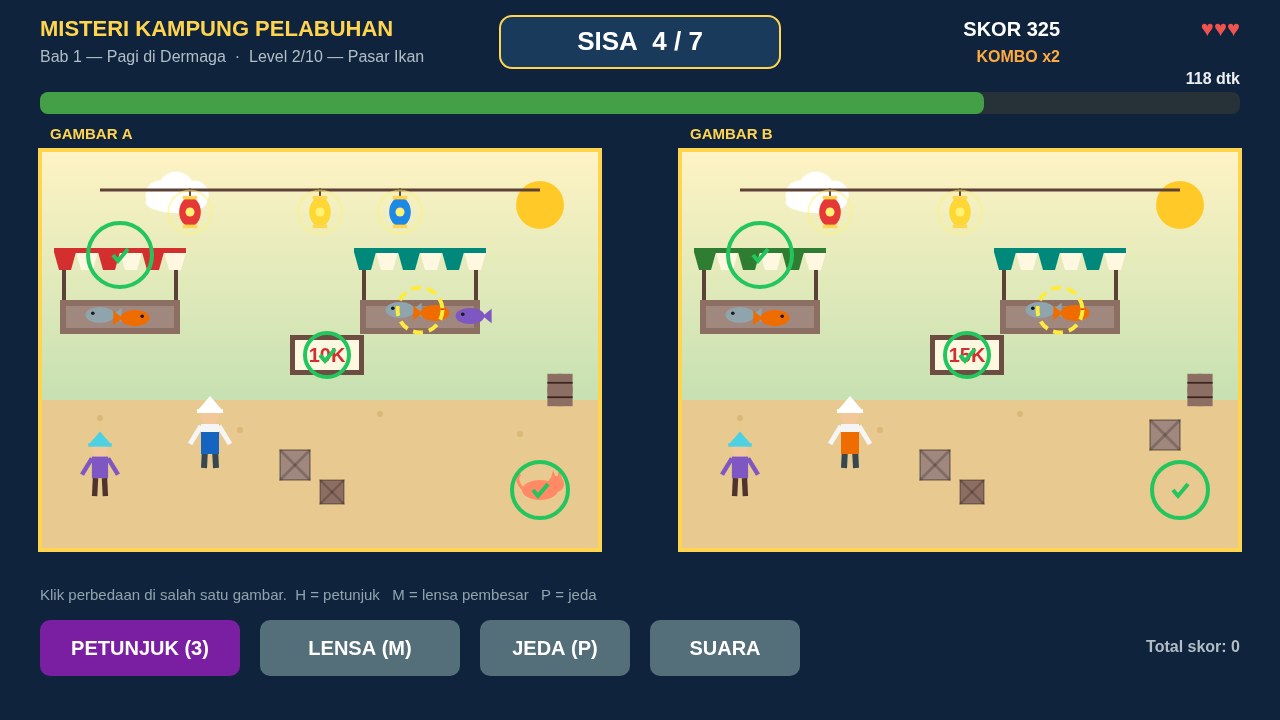 MISTERI KAMPUNG PELABUHAN
Bab 1 — Pagi di Dermaga · Level 2/10 — Pasar Ikan
SISA 4 / 7
SKOR 325
KOMBO x2
♥♥♥
118 dtk
GAMBAR A
GAMBAR B
10K
15K
Klik perbedaan di salah satu gambar. H = petunjuk M = lensa pembesar P = jeda
PETUNJUK (3)
LENSA (M)
JEDA (P)
SUARA
Total skor: 0